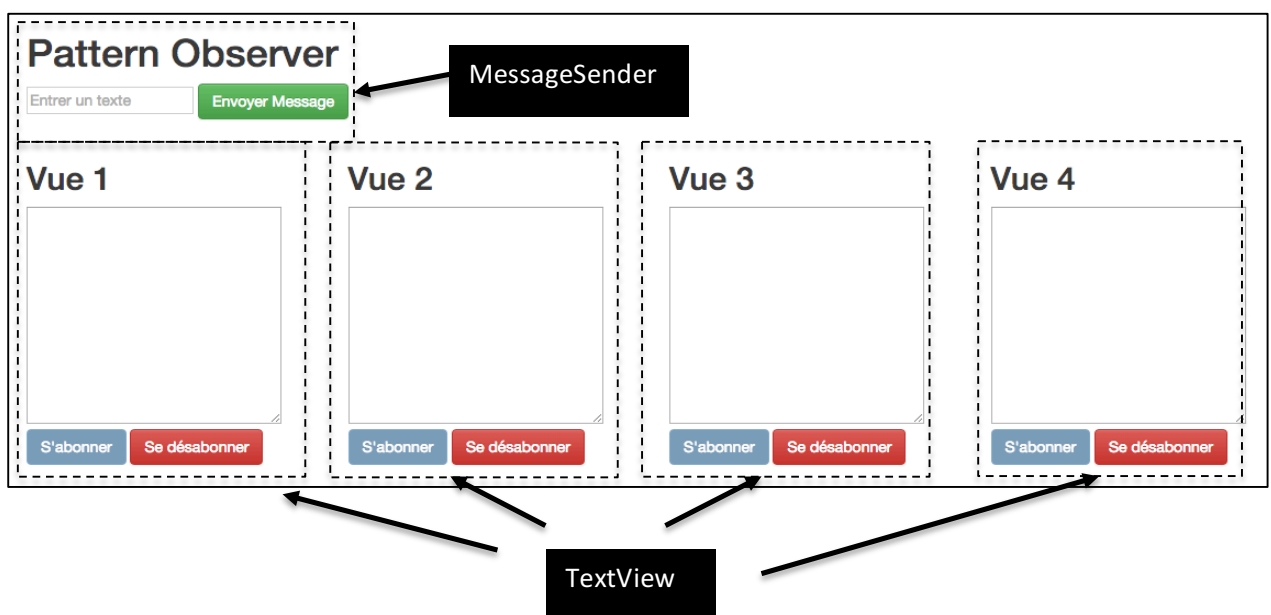 Pattern Observer
MessageSender
Entrer un texte
Envoyer Message
Vue 1
Vue 2
Vue 3
Vue 4
S'abonner
Se désabonner
S'abonner
Se désabonner
S'abonner
Se désabonner
S'abonner
Se désabonner
TextView